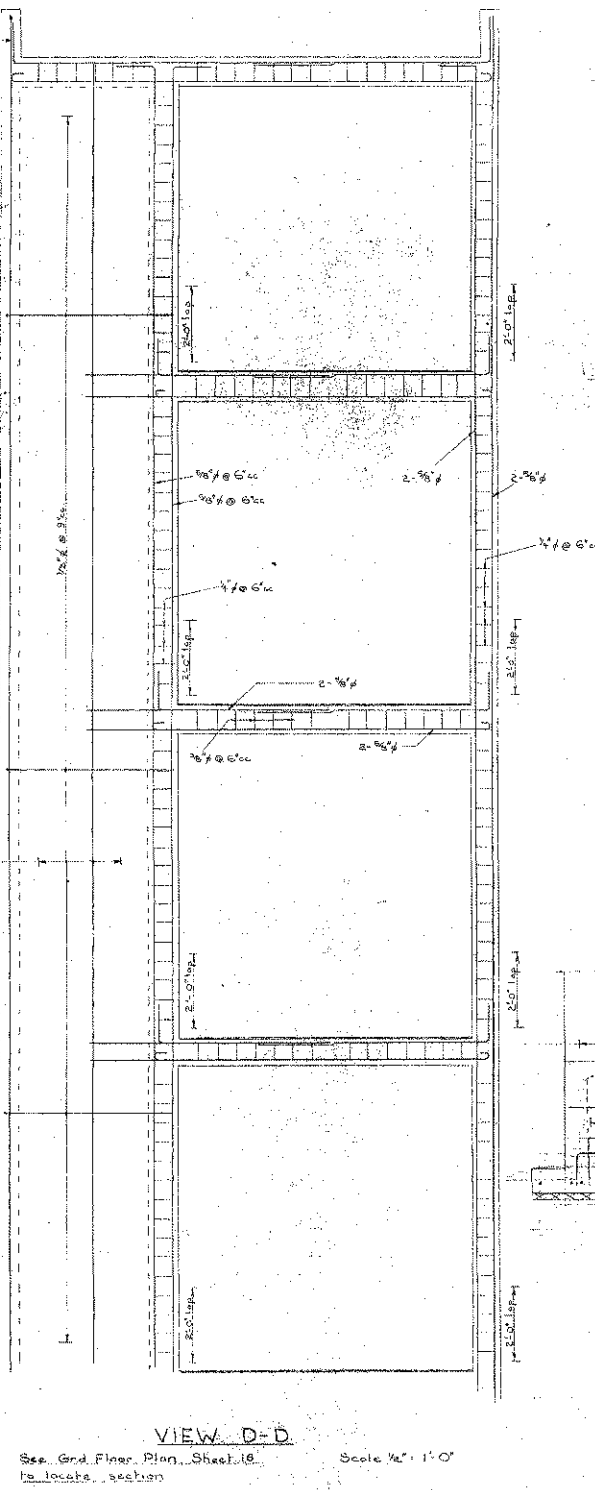 2'-0" lap
2'-0" lap
5/8"φ @ 6"cc
5/8"φ @ 6"cc
2-5/8"φ
2-5/8"φ
1/2"φ @ 9"cc
1/4"φ @ 6"cc
1/4"φ @ 6"cc
2'-0" lap
2'-0" lap
2-5/8"φ
3/8"φ @ 6"cc
2-5/8"φ
2'-0" lap
2'-0" lap
2'-0" lap
2'-0" lap
VIEW D-D
See Grd Floor Plan Sheet 18
to locate section
Scale 1/2" : 1'-0"